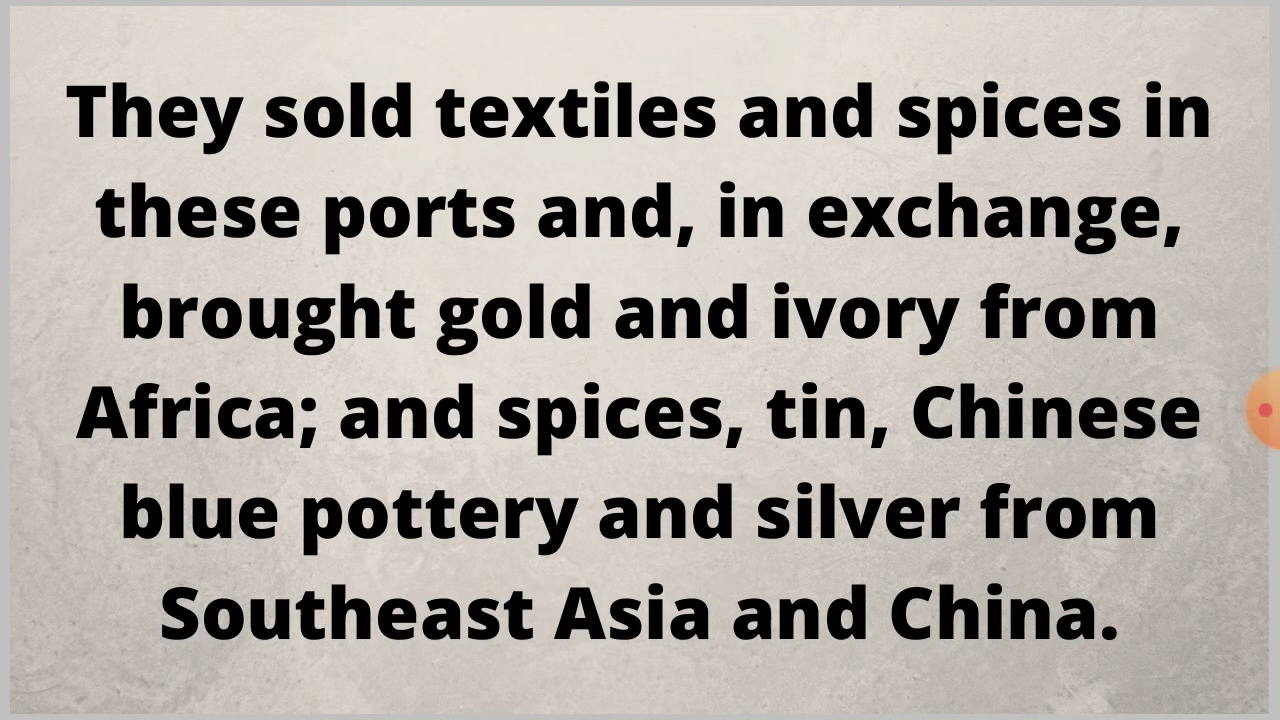 They sold textiles and spices in
these ports and, in exchange,
brought gold and ivory from
Africa; and spices, tin, Chinese
blue pottery and silver from
Southeast Asia and China.